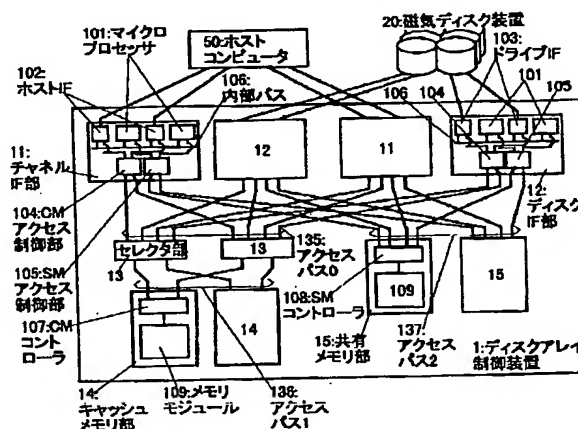 101:マイクロ
プロセッサ
50:ホスト
コンピュータ
20:磁気ディスク装置
103:ドライブIF
102:ホストIF
106:
内部パス
101
106
104
105
11:
チャネル
IF部
12
11
12:
ディスク
IF部
104:CM
アクセス
制御部
セレクタ部
13
13
135:
アクセス
パス0
105:SM
アクセス
制御部
108:SM
コントローラ
109
15
107:CM
コント
ローラ
14
15:共有
メモリ部
137:
アクセス
パス2
1:ディスクアレイ
制御装置
14:
キャッシュ
メモリ部
109:メモリ
モジュール
136:
アクセス
パス1